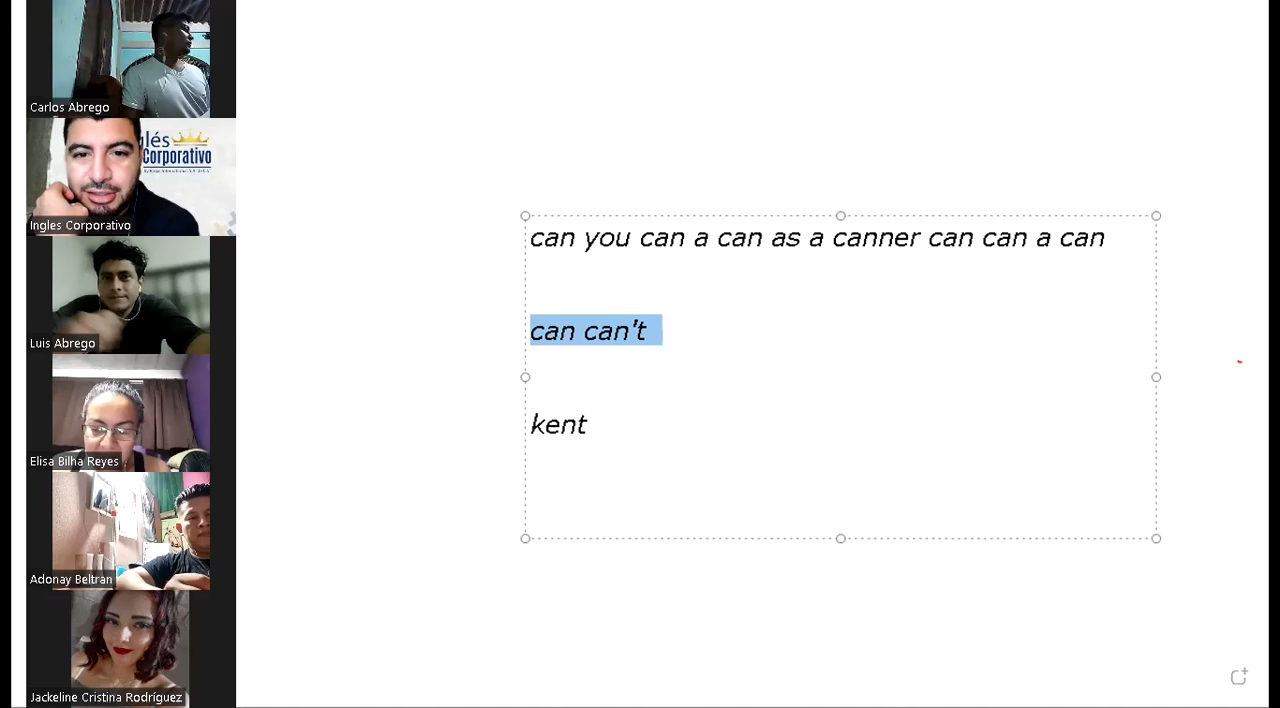 Carlos Abrego
lés
Corporativo
Ingles Corporativo
Luis Abrego
Elisa Bilha Reyes
Adonay Beltran
Jackeline Cristina Rodríguez
can you can a can as a canner can can a can
can can't
kent